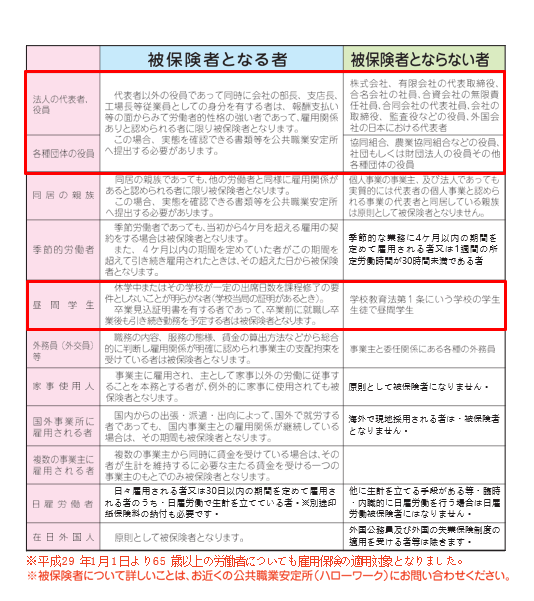 被保険者となる者
被保険者とならない者
法人の代表者、
役員
各種団体の役員
代表者以外の役員であって同時に会社の部長、支店長、
工場長等従業員としての身分を有する者は、報酬支払い
等の面からみて労働者的性格の強い者であって、雇用関係
ありと認められる者に限り被保険者となります。
この場合、実態を確認できる書類等を公共職業安定所
へ提出する必要があります。
株式会社、有限会社の代表取締役、
合名会社の社員、合資会社の無限責
任社員、合同会社の代表社員、会社の
取締役、監査役などの役員、外国会
社の日本における代表者
協同組合、農業協同組合などの役員、
社団もしくは財団法人の役員その他
各種団体の役員
同居の親族
同居の親族であっても、他の労働者と同様に雇用関係が
あると認められる者に限り被保険者となります。
この場合、実態を確認できる書類等を公共職業安定所
へ提出する必要があります。
個人事業の事業主、及び法人であっても
実質的には代表者の個人事業と認めら
れる事業の代表者と同居している親族
は原則として被保険者となりません。
季節的労働者
季節労働者であっても、当初から4ケ月を超える雇用の契
約をする場合は被保険者となります。
また、4ケ月以内の期間を定めていた者がこの期間を
超えて引き続き雇用されたときは、その超えた日から被保険
者となります。
季節的な業務に4ケ月以内の期間を
定めて雇用される者又は1週間の所
定労働時間が30時間未満である者
昼間学生
休学中またはその学校が一定の出席日数を課程修了の要
件としないことが明らかな者(学校当局の証明があるとき)。
卒業見込証明書を有する者であって、卒業前に就職し卒
業後も引き続き勤務を予定する者は被保険者となります。
学校教育法第1条にいう学校の学生
生徒で昼間学生
外務員(外交員)
等
職務の内容、服務の態様、賃金の算出方法などから総合
的に判断し雇用関係が明確に認められ事業主の支配拘束を
受けている者は被保険者となります。
事業主と委任関係にある各種の外務員
家事使用人
事業主に雇用され、主として家事以外の労働に従事す
ることを本務とする者が、例外的に家事に使用されても被
保険者となります。
原則として被保険者になりません・
国外事業所に
雇用される者
国内からの出張・派遣・出向によって、国外で就労する
者であっても、国内事業主との雇用関係が継続している
場合は、その期間も被保険者となります。
海外で現地採用される者は・被保険者
となりません・
複数の事業主に
雇用される者
複数の事業主から同時に賃金を受けている場合は、その
者が生計を維持するに必要な主たる賃金を受ける一つの
事業主のもとでのみ被保険者となります。
日雇労働者
日々雇用される者又は30日以内の期間を定めて雇用さ
れる者のうち・日雇労働で生計を立てている者・※別途印
紙保険料の納付も必要です・
他に生計を立てる手段がある等・臨時
・内職的に日雇労働を行う場合は日雇
労働被保険者にはなりません・
在日外国人
原則として被保険者となります。
外国公務員及び外国の失業保険制度の
適用を受ける者等は除きます・
※平成29 年1月1日より65 歳以上の労働者についても雇用保険の適用対象となりました。
※被保険者について詳しいことは、お近くの公共職業安定所(ハローワーク)にお問い合わせください。